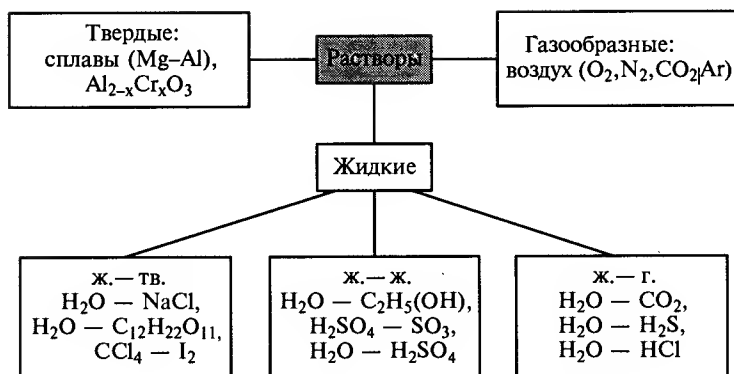 Твердые:
сплавы (Mg–Al),
Al₂₋ₓCrₓO₃
Растворы
Газообразные:
воздух (O₂,N₂,CO₂|Ar)
Жидкие
ж.— тв.
H₂O — NaCl,
H₂O — C₁₂H₂₂O₁₁,
CCl₄ — I₂
ж.— ж.
H₂O — C₂H₅(OH),
H₂SO₄ — SO₃,
H₂O — H₂SO₄
ж.— г.
H₂O — CO₂,
H₂O — H₂S,
H₂O — HCl